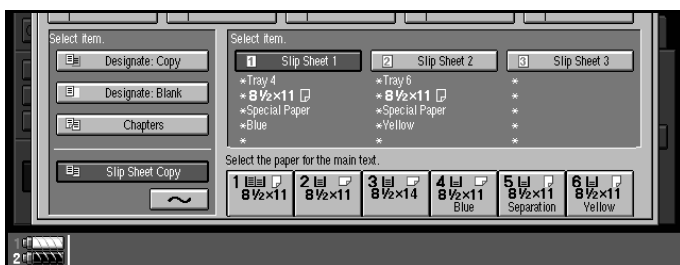 Select item.
Designate: Copy
Designate: Blank
Chapters
Slip Sheet Copy
Select item.
1 Slip Sheet 1
2 Slip Sheet 2
3 Slip Sheet 3
*Tray 4
*Tray 6
*
*8½×11
*8½×11
*
*Special Paper
*Special Paper
*
*Blue
*Yellow
*
*
*
*
Select the paper for the main text.
1 8½×11
2 8½×11
3 8½×14
4 8½×11 Blue
5 8½×11 Separation
6 8½×11 Yellow
1
2